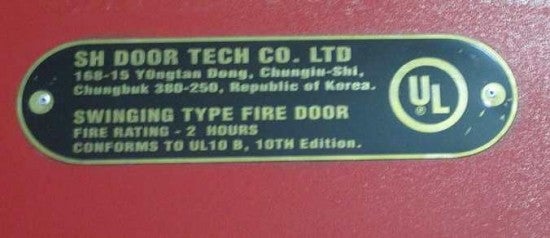 SH DOOR TECH CO. LTD
168-15 Yongtan Dong, Chungju-Shi,
Chungbuk 380-250, Republic of Korea.
SWINGING TYPE FIRE DOOR
FIRE RATING - 2 HOURS
CONFORMS TO UL10 B, 10TH Edition.
UL
®